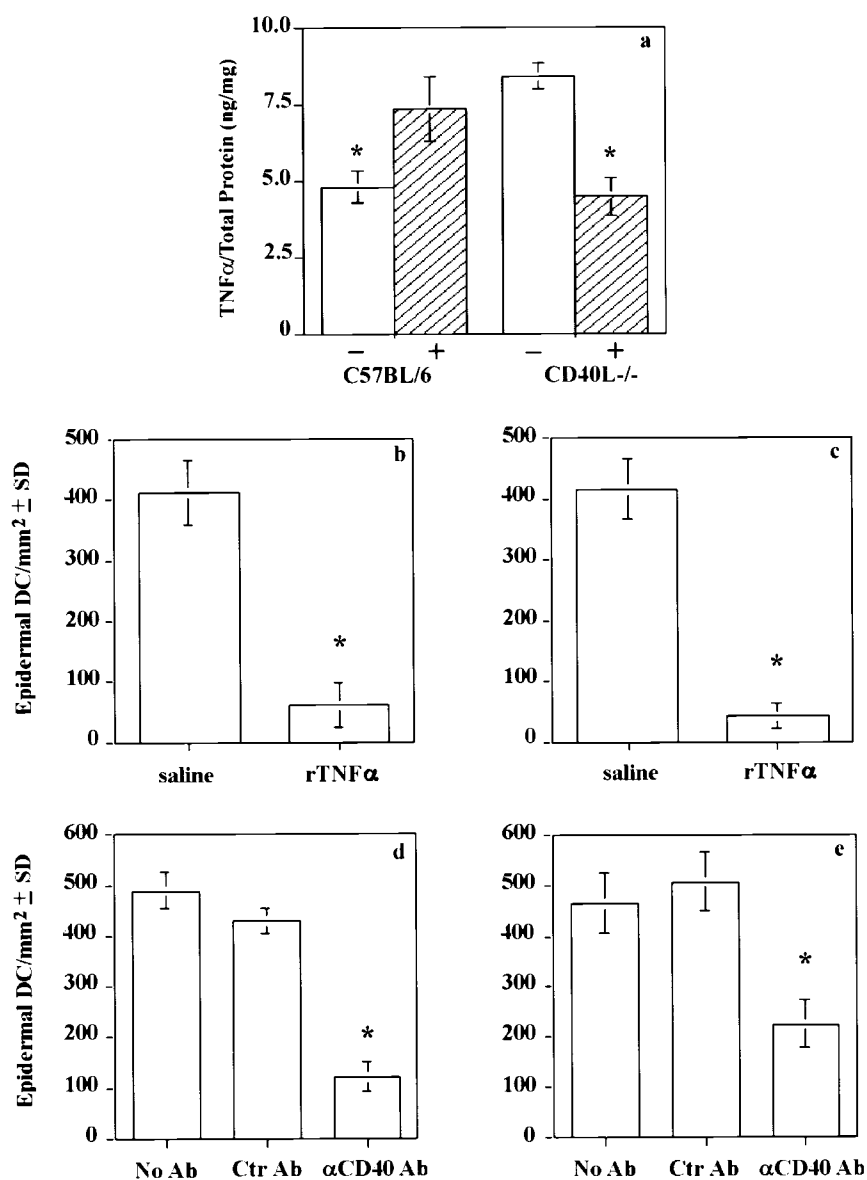 a
10.0
7.5
5.0
2.5
0
TNFα/Total Protein (ng/mg)
*
*
− + − +
C57BL/6 CD40L-/-
b
500
400
300
200
100
0
Epidermal DC/mm² ± SD
*
saline rTNFα
c
500
400
300
200
100
0
*
saline rTNFα
d
600
500
400
300
200
100
0
Epidermal DC/mm² ± SD
*
No Ab Ctr Ab αCD40 Ab
e
600
500
400
300
200
100
0
*
No Ab Ctr Ab αCD40 Ab